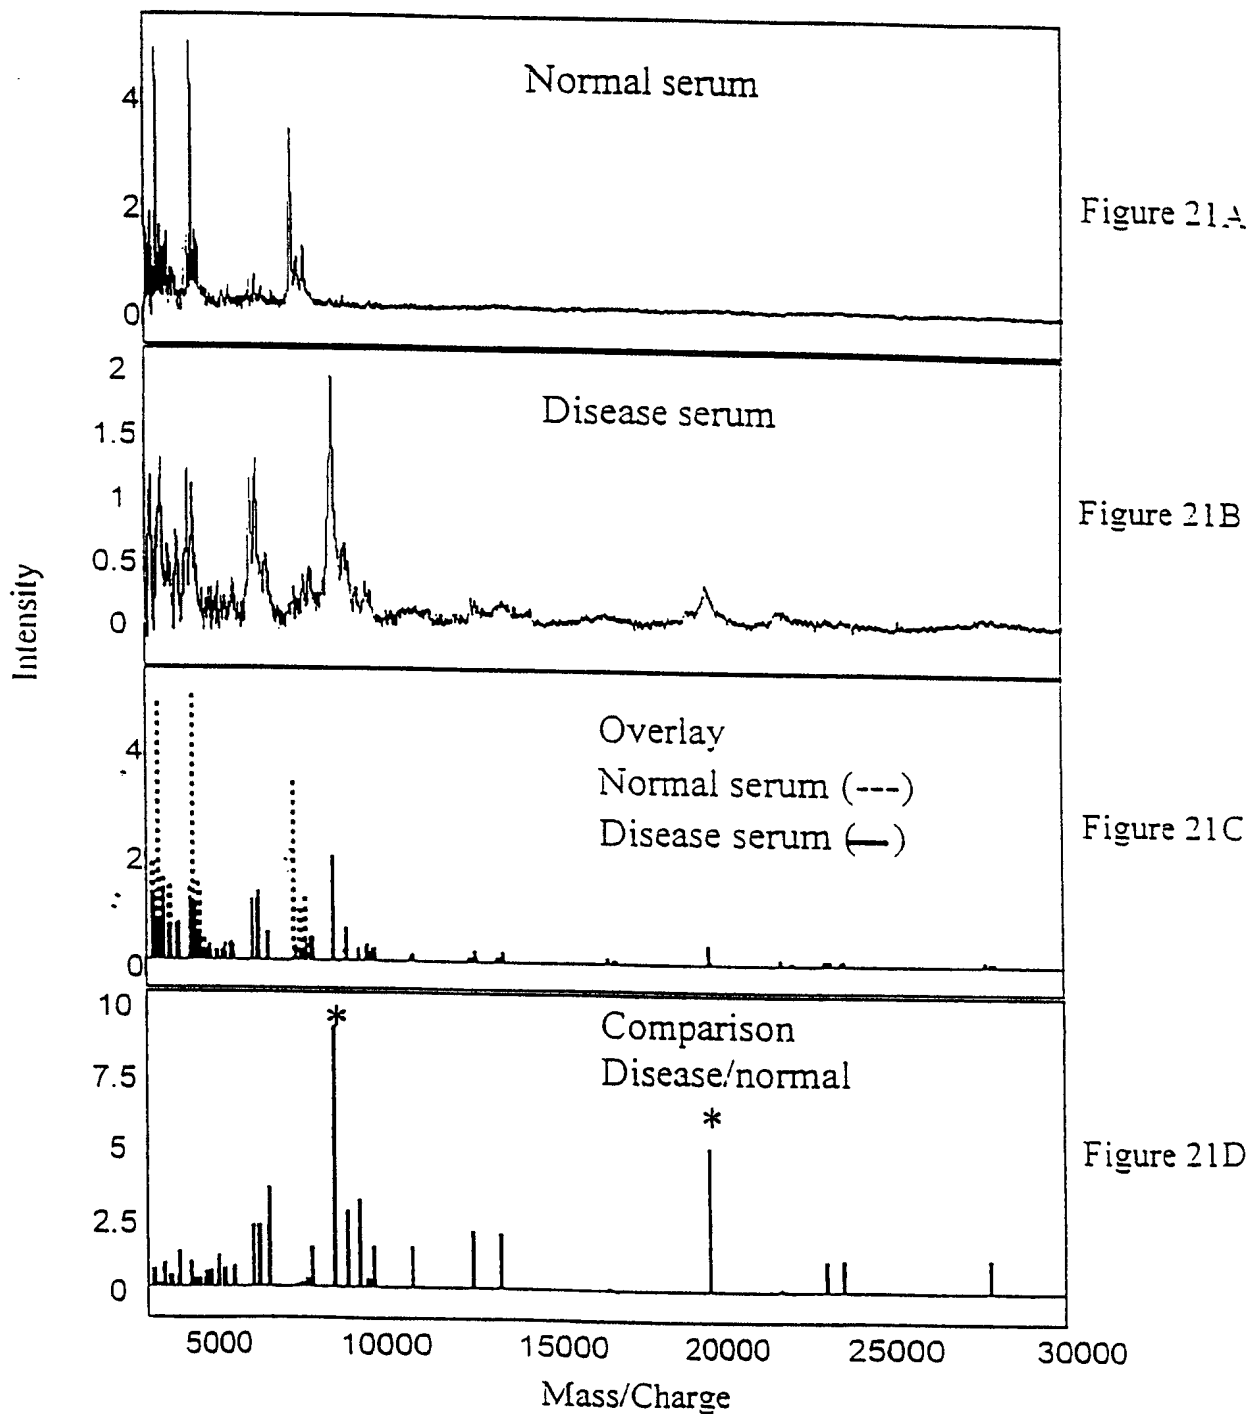 Normal serum
4
2
0
Figure 21A
Disease serum
2
1.5
1
0.5
0
Figure 21B
Intensity
Overlay
Normal serum (---)
Disease serum (—)
4
2
0
Figure 21C
Comparison
Disease/normal
*
*
10
7.5
5
2.5
0
Figure 21D
5000 10000 15000 20000 25000 30000
Mass/Charge